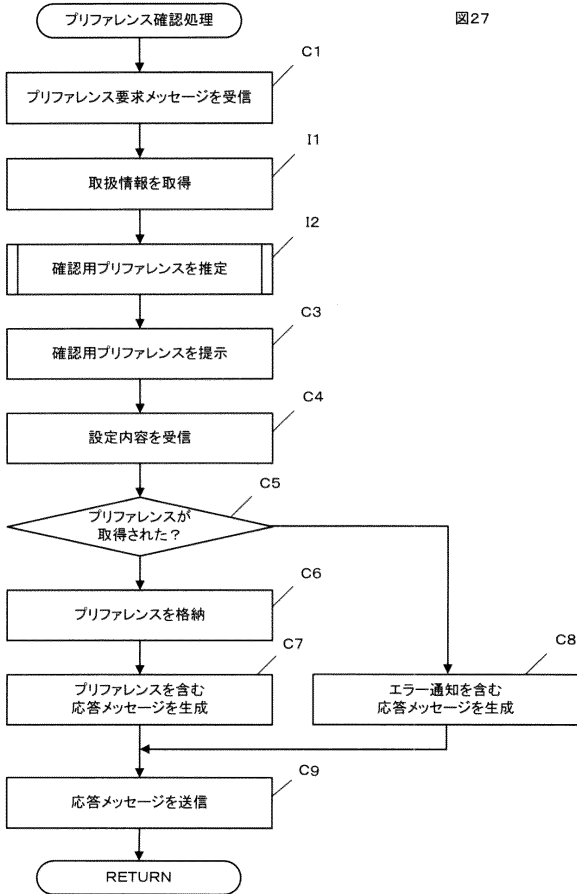 プリファレンス確認処理
図27
C1
プリファレンス要求メッセージを受信
I1
取扱情報を取得
I2
確認用プリファレンスを推定
C3
確認用プリファレンスを提示
C4
設定内容を受信
C5
プリファレンスが
取得された？
C6
プリファレンスを格納
C7
プリファレンスを含む
応答メッセージを生成
C8
エラー通知を含む
応答メッセージを生成
C9
応答メッセージを送信
RETURN